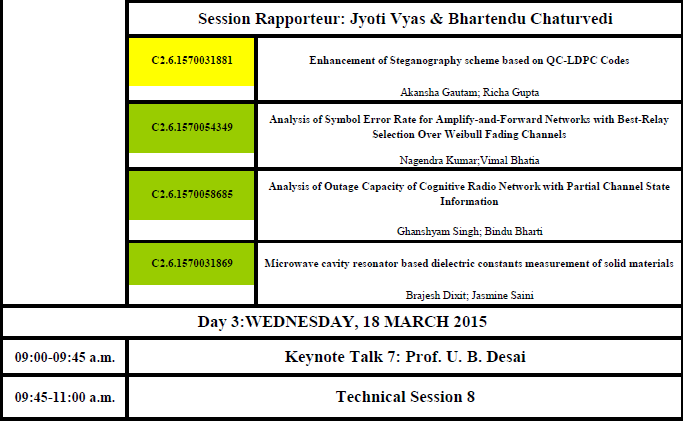 Session Rapporteur: Jyoti Vyas & Bhartendu Chaturvedi
C2.6.1570031881
Enhancement of Steganography scheme based on QC-LDPC Codes
Akansha Gautam; Richa Gupta
C2.6.1570054349
Analysis of Symbol Error Rate for Amplify-and-Forward Networks with Best-Relay
Selection Over Weibull Fading Channels
Nagendra Kumar;Vimal Bhatia
C2.6.1570058685
Analysis of Outage Capacity of Cognitive Radio Network with Partial Channel State
Information
Ghanshyam Singh; Bindu Bharti
C2.6.1570031869
Microwave cavity resonator based dielectric constants measurement of solid materials
Brajesh Dixit; Jasmine Saini
Day 3:WEDNESDAY, 18 MARCH 2015
09:00-09:45 a.m.
Keynote Talk 7: Prof. U. B. Desai
09:45-11:00 a.m.
Technical Session 8